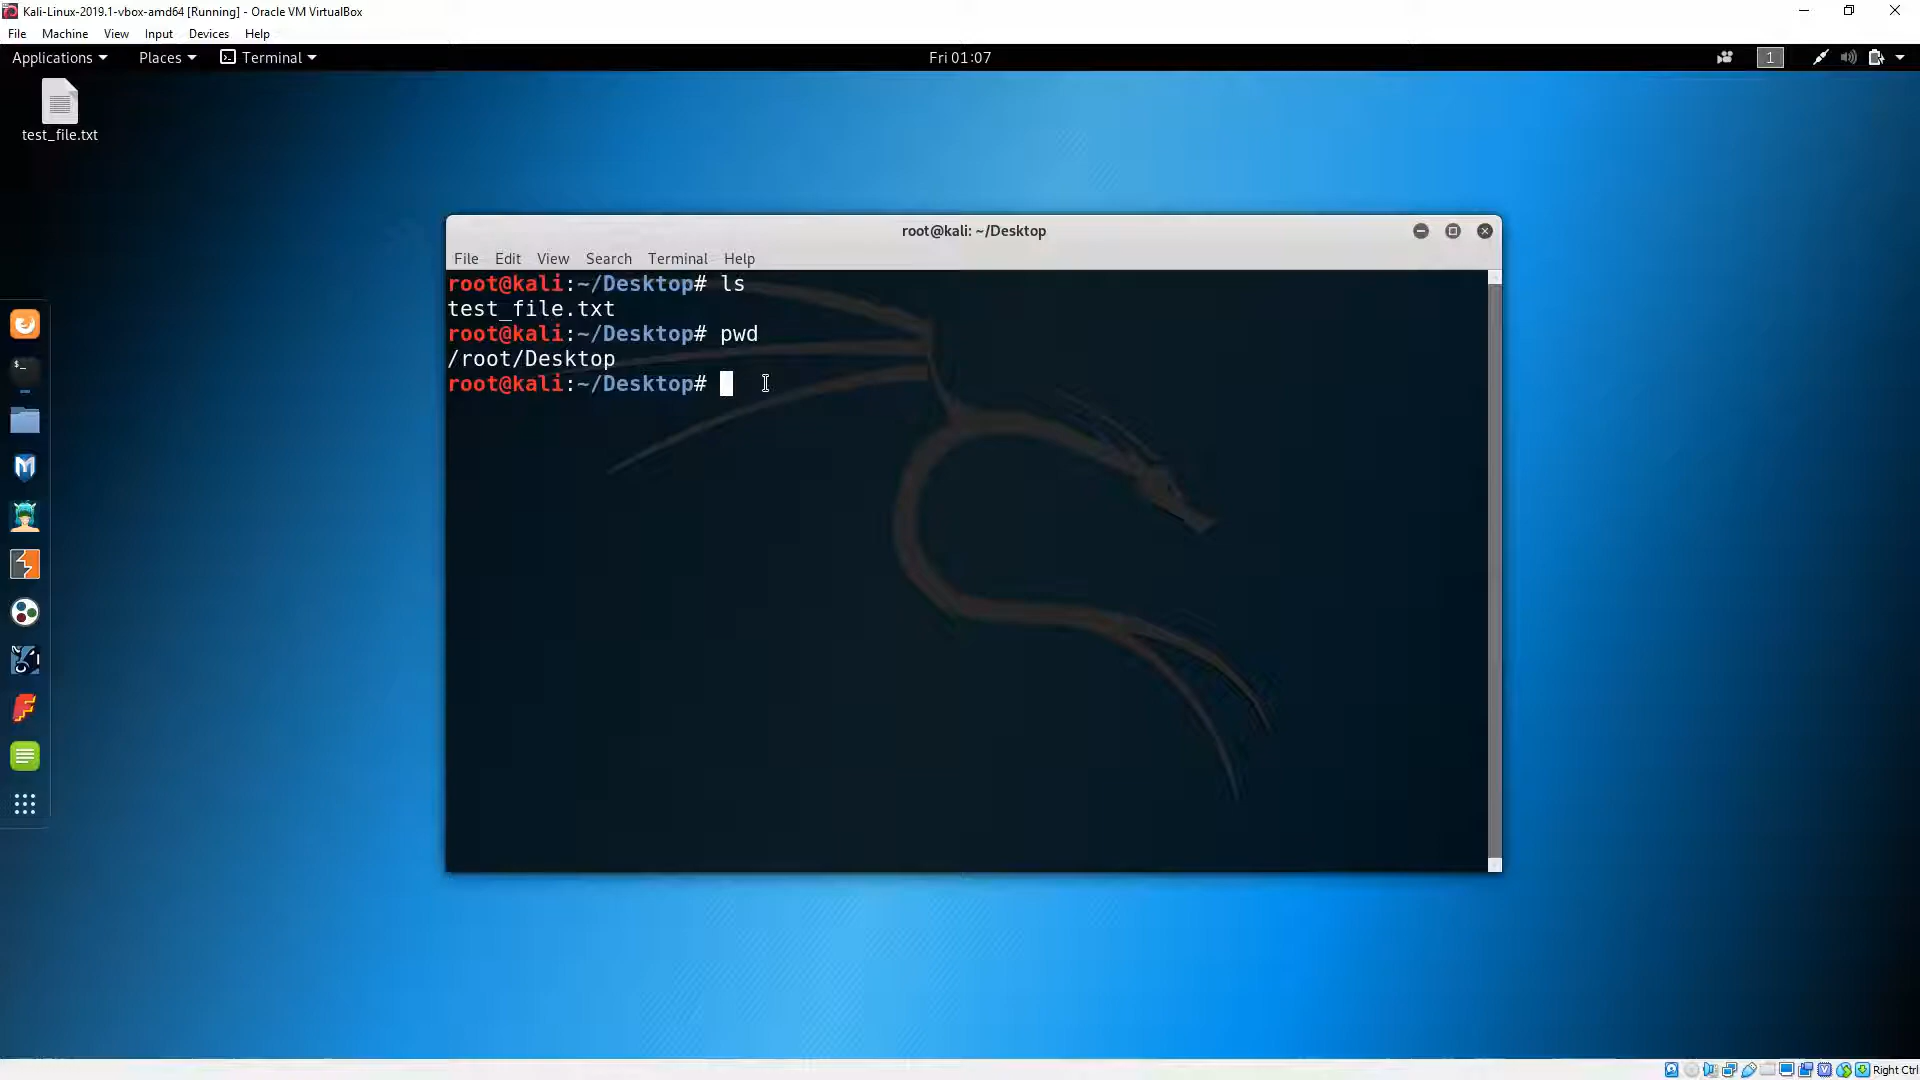 Kali-Linux-2019.1-vbox-amd64 [Running] - Oracle VM VirtualBox
File Machine View Input Devices Help
Applications Places Terminal Fri 01:07 1
test_file.txt
root@kali: ~/Desktop
File Edit View Search Terminal Help
root@kali:~/Desktop# ls
test_file.txt
root@kali:~/Desktop# pwd
/root/Desktop
root@kali:~/Desktop#
Right Ctrl